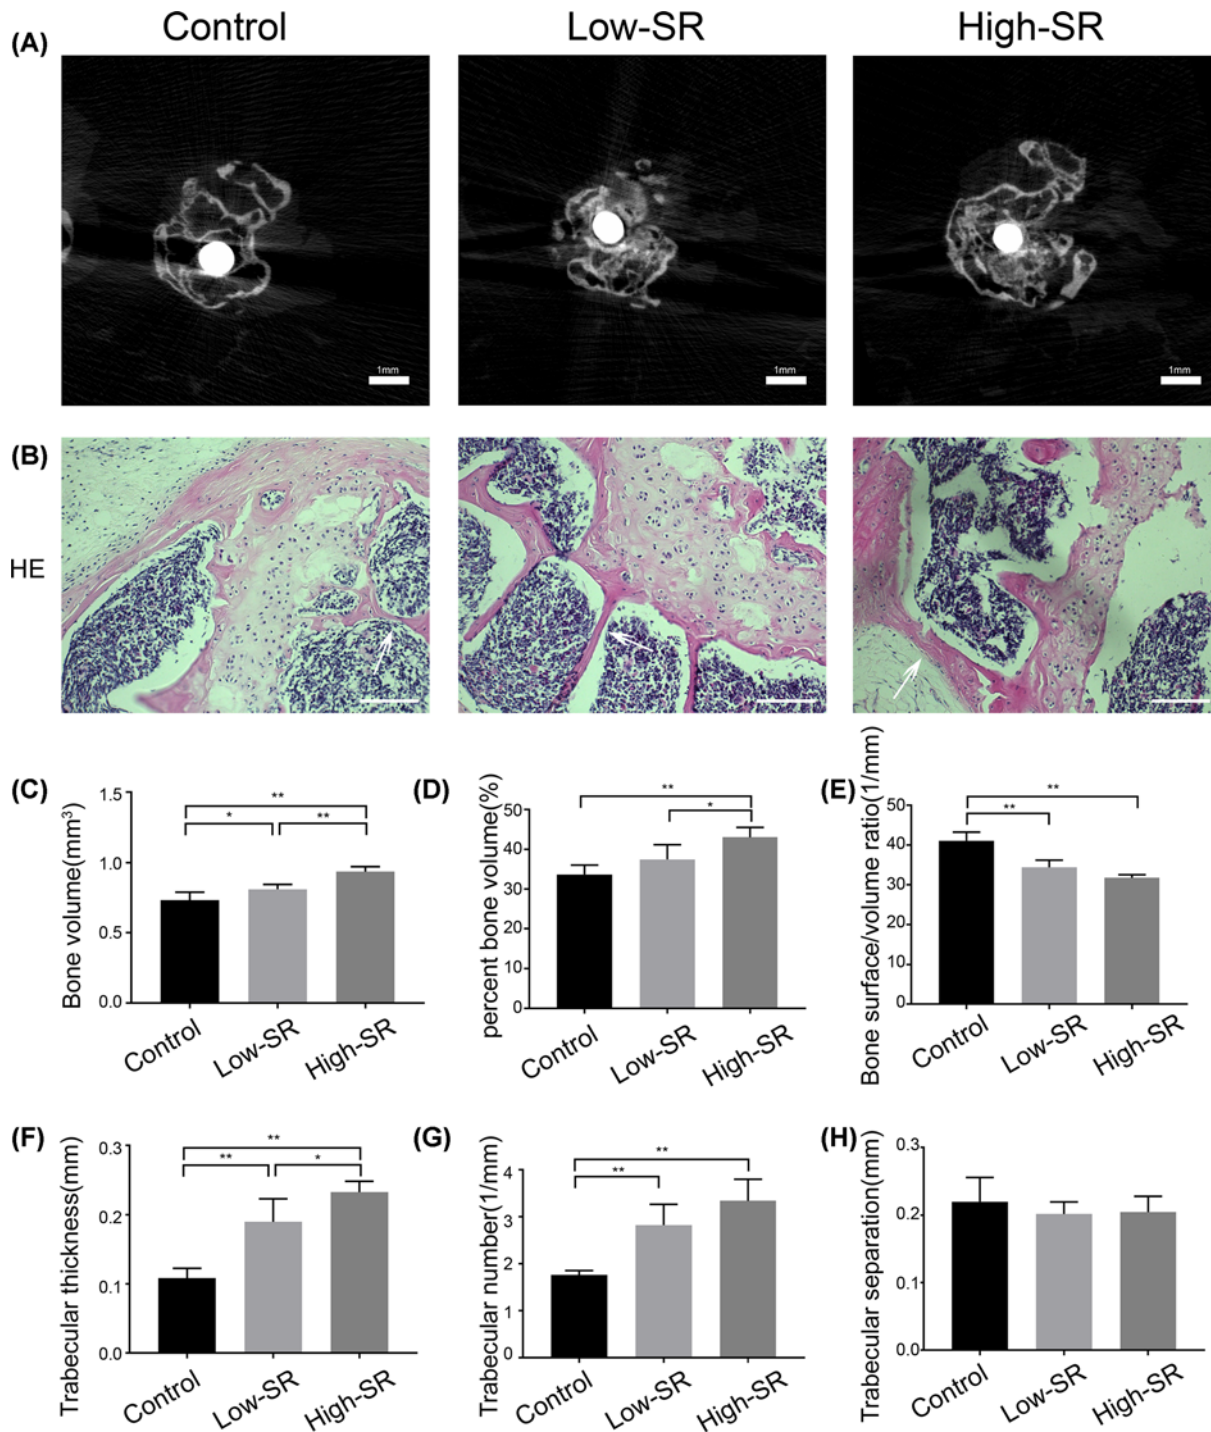 Control Low-SR High-SR
(A)
1mm 1mm 1mm
(B)
HE
(C) (D) (E)
Bone volume(mm³)
1.5
1.0
0.5
0.0
** 
* **
Control Low-SR High-SR
percent bone volume(%)
50
40
30
20
10
0
**
*
Control Low-SR High-SR
Bone surface/volume ratio(1/mm)
50
40
30
20
10
0
**
**
Control Low-SR High-SR
(F) (G) (H)
Trabecular thickness(mm)
0.3
0.2
0.1
0.0
**
** *
Control Low-SR High-SR
Trabecular number(1/mm)
4
3
2
1
0
**
**
Control Low-SR High-SR
Trabecular separation(mm)
0.3
0.2
0.1
0.0
Control Low-SR High-SR